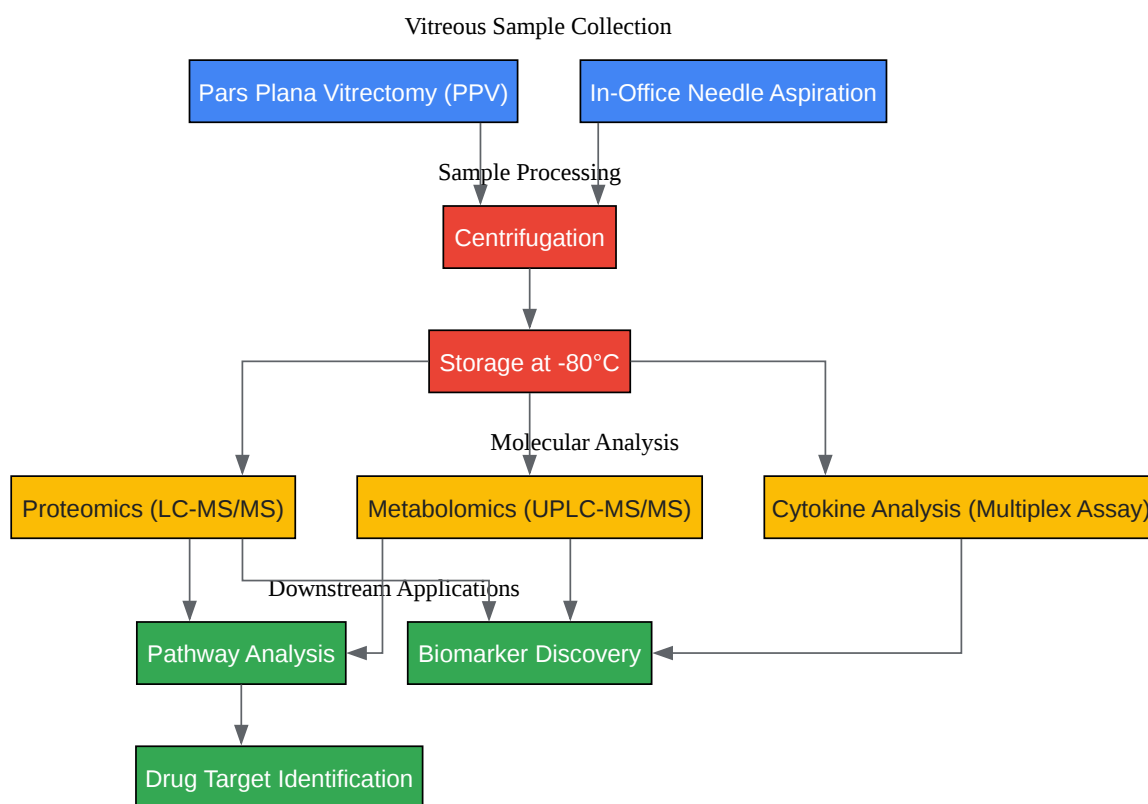 Vitreous Sample Collection
Pars Plana Vitrectomy (PPV)
In-Office Needle Aspiration
Sample Processing
Centrifugation
Storage at -80°C
Molecular Analysis
Proteomics (LC-MS/MS)
Metabolomics (UPLC-MS/MS)
Cytokine Analysis (Multiplex Assay)
Downstream Applications
Pathway Analysis
Biomarker Discovery
Drug Target Identification